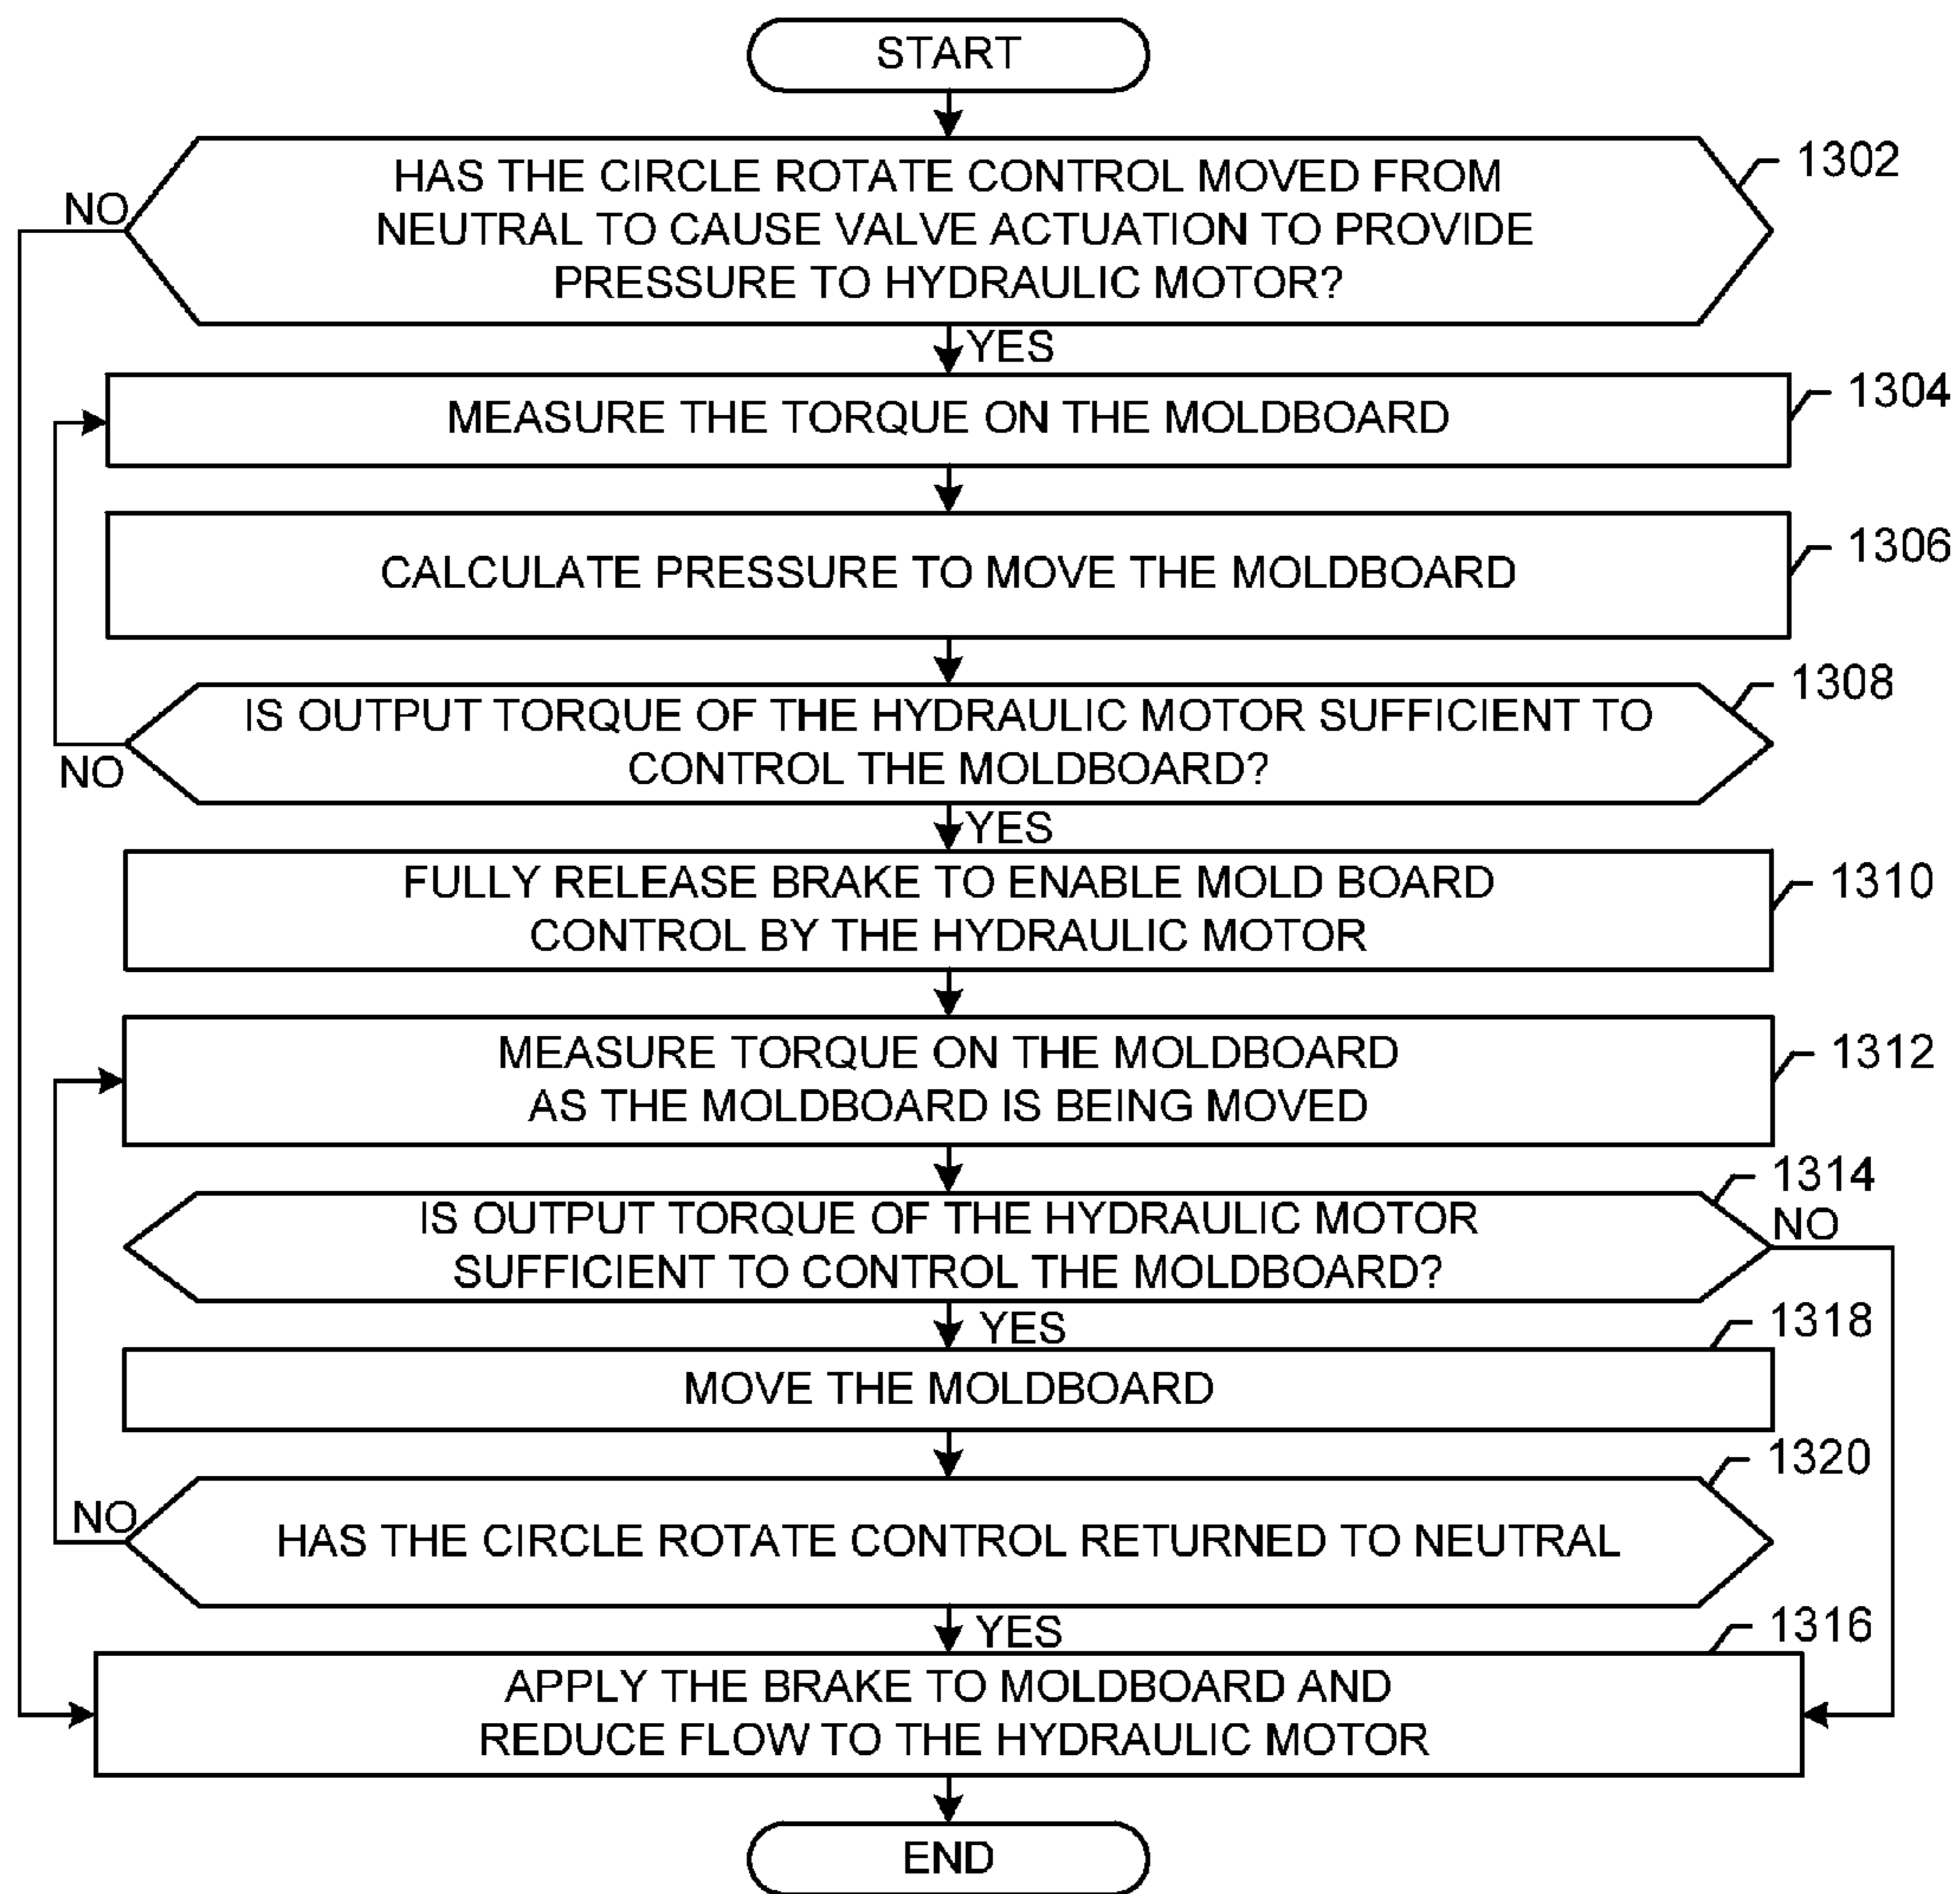 START
HAS THE CIRCLE ROTATE CONTROL MOVED FROM
NEUTRAL TO CAUSE VALVE ACTUATION TO PROVIDE
PRESSURE TO HYDRAULIC MOTOR?
1302
NO
YES
MEASURE THE TORQUE ON THE MOLDBOARD
1304
CALCULATE PRESSURE TO MOVE THE MOLDBOARD
1306
IS OUTPUT TORQUE OF THE HYDRAULIC MOTOR SUFFICIENT TO
CONTROL THE MOLDBOARD?
1308
NO
YES
FULLY RELEASE BRAKE TO ENABLE MOLD BOARD
CONTROL BY THE HYDRAULIC MOTOR
1310
MEASURE TORQUE ON THE MOLDBOARD
AS THE MOLDBOARD IS BEING MOVED
1312
IS OUTPUT TORQUE OF THE HYDRAULIC MOTOR
SUFFICIENT TO CONTROL THE MOLDBOARD?
1314
NO
YES
MOVE THE MOLDBOARD
1318
HAS THE CIRCLE ROTATE CONTROL RETURNED TO NEUTRAL
1320
NO
YES
APPLY THE BRAKE TO MOLDBOARD AND
REDUCE FLOW TO THE HYDRAULIC MOTOR
1316
END